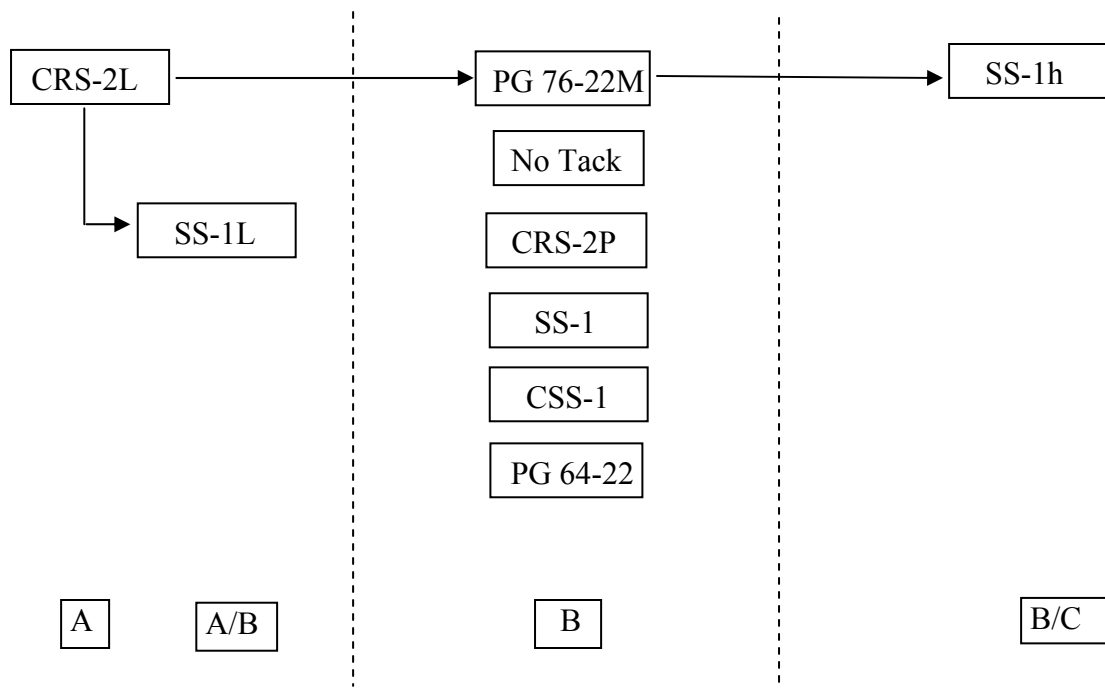 CRS-2L
PG 76-22M
SS-1h
No Tack
SS-1L
CRS-2P
SS-1
CSS-1
PG 64-22
A
A/B
B
B/C